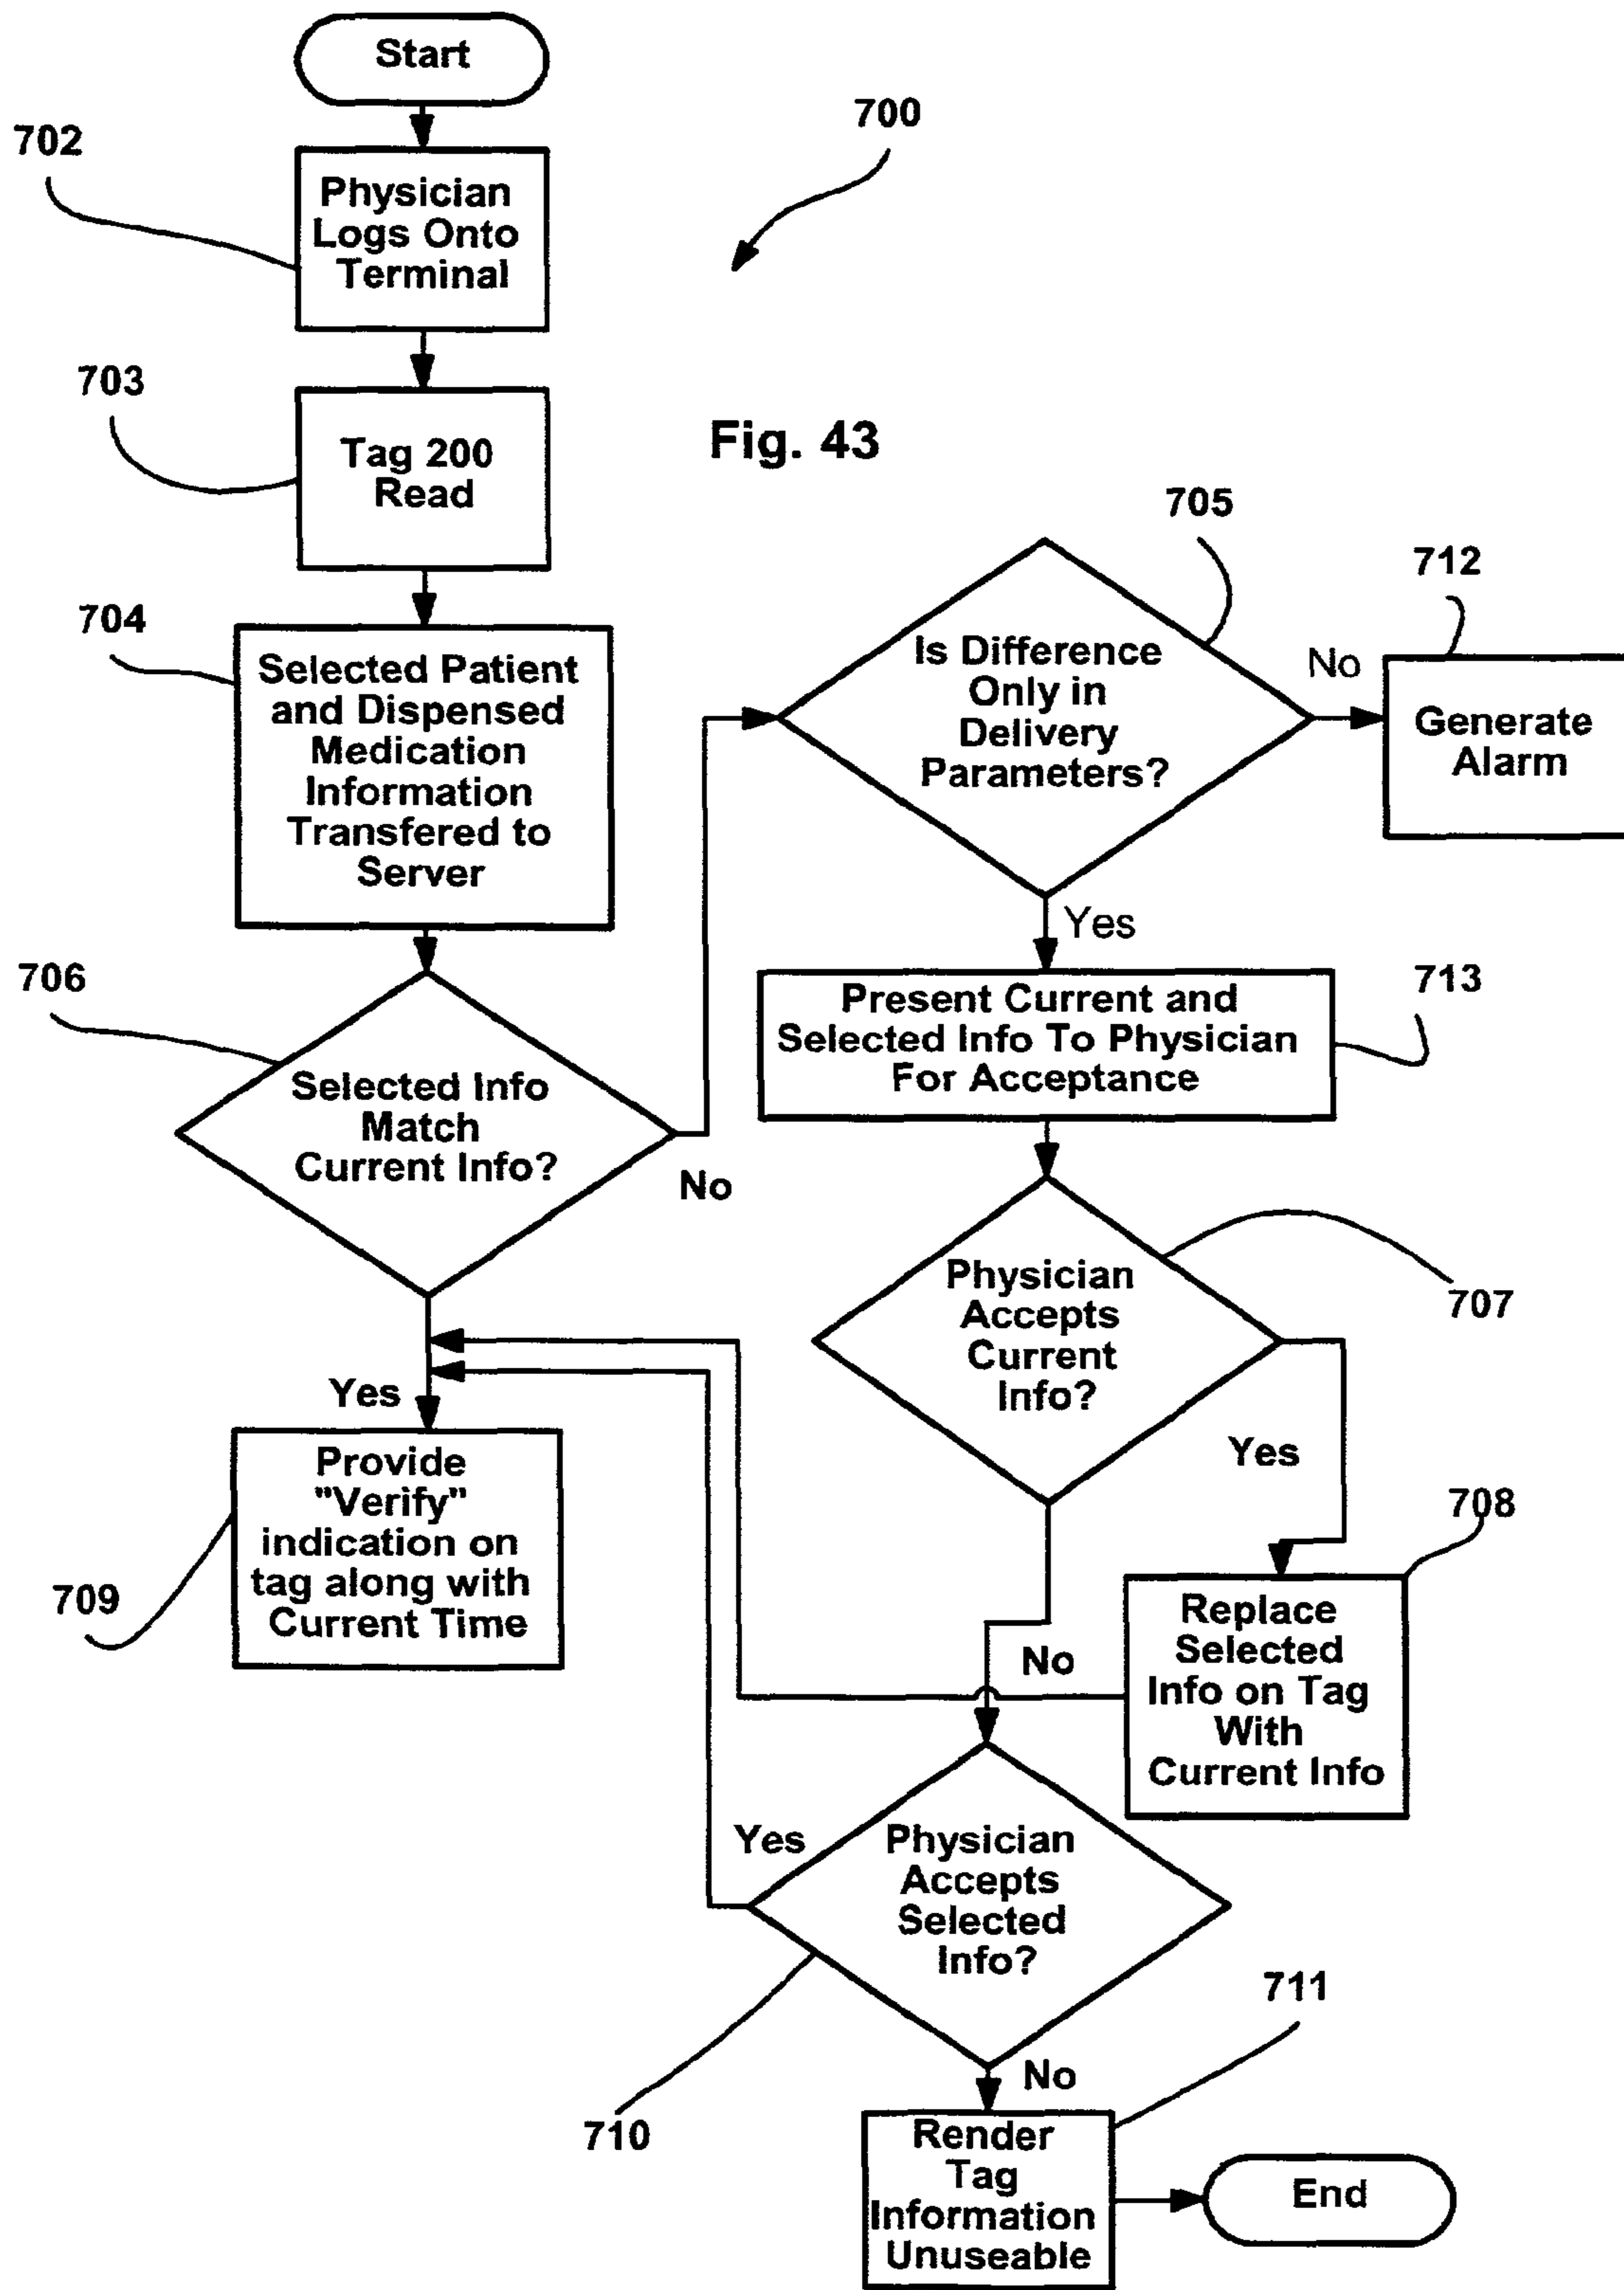 Start
702
700
Physician
Logs Onto
Terminal
703
Tag 200
Read
Fig. 43
704
Selected Patient
and Dispensed
Medication
Information
Transfered to
Server
705
Is Difference
Only in
Delivery
Parameters?
No
712
Generate
Alarm
Yes
706
Selected Info
Match
Current Info?
No
Present Current and
Selected Info To Physician
For Acceptance
713
Physician
Accepts
Current
Info?
707
Yes
Yes
Provide
"Verify"
indication on
tag along with
Current Time
709
No
708
Replace
Selected
Info on Tag
With
Current Info
Yes
Physician
Accepts
Selected
Info?
710
No
711
Render
Tag
Information
Unuseable
End